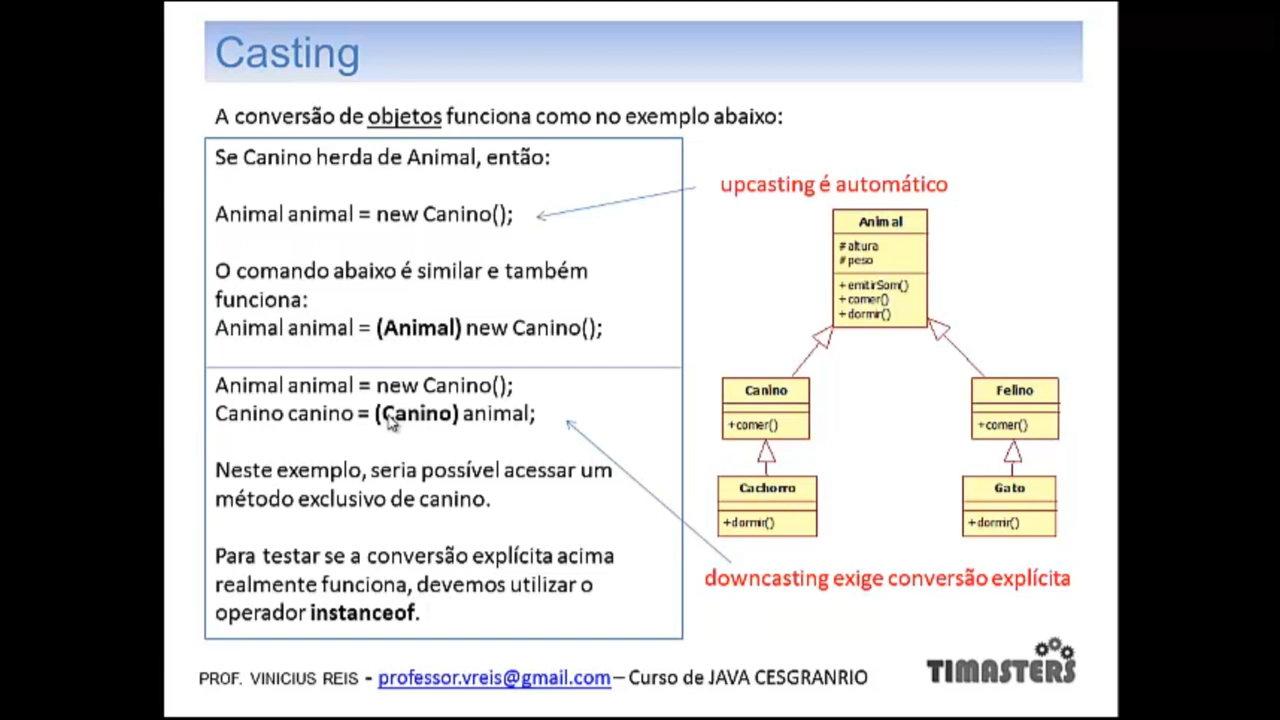 Casting
A conversão de objetos funciona como no exemplo abaixo:
Se Canino herda de Animal, então:
Animal animal = new Canino();
O comando abaixo é similar e também
funciona:
Animal animal = (Animal) new Canino();
Animal animal = new Canino();
Canino canino = (Canino) animal;
Neste exemplo, seria possível acessar um
método exclusivo de canino.
Para testar se a conversão explícita acima
realmente funciona, devemos utilizar o
operador instanceof.
upcasting é automático
Animal
# altura
# peso
+ emitirSom()
+ comer()
+ dormir()
Canino
+comer()
Felino
+comer()
Cachorro
+dormir()
Gato
+dormir()
downcasting exige conversão explícita
PROF. VINICIUS REIS - professor.vreis@gmail.com – Curso de JAVA CESGRANRIO
TIMASTERS